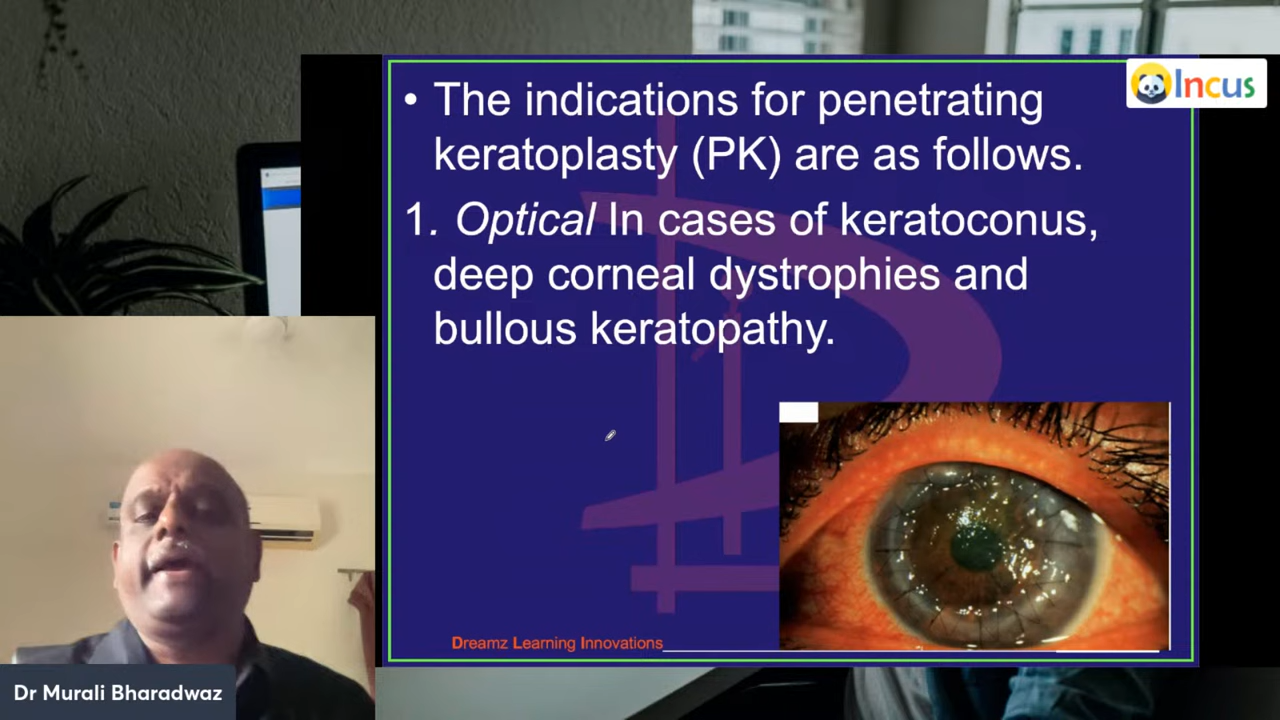 • The indications for penetrating
keratoplasty (PK) are as follows.
1. Optical In cases of keratoconus,
deep corneal dystrophies and
bullous keratopathy.
Dreamz Learning Innovations
Incus
Dr Murali Bharadwaz